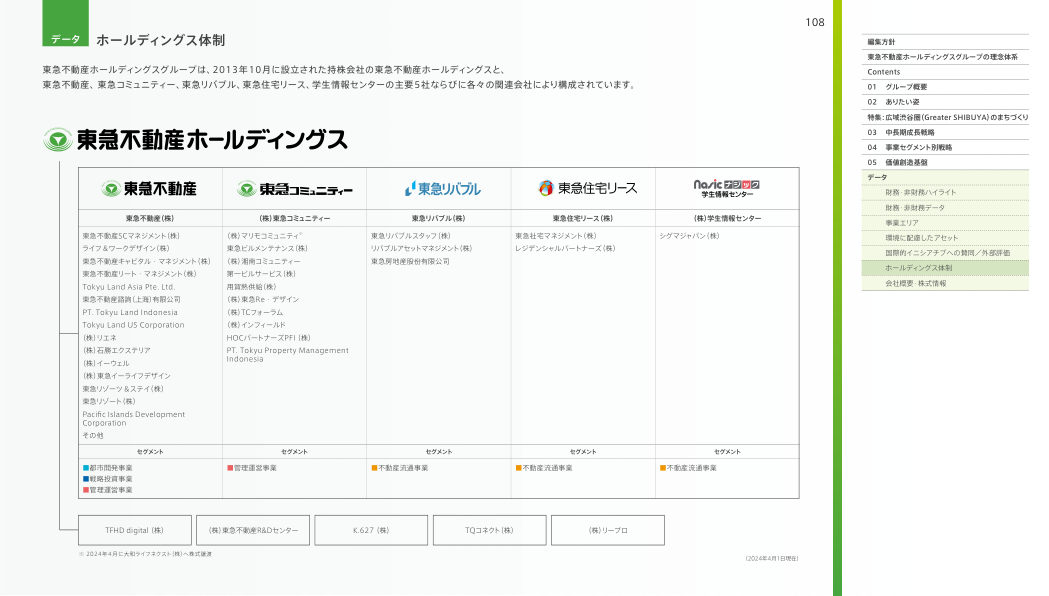 108
データ
ホールディングス体制
東急不動産ホールディングスグループは、2013年10月に設立された持株会社の東急不動産ホールディングスと、
東急不動産、東急コミュニティー、東急リバブル、東急住宅リース、学生情報センターの主要5社ならびに各々の関連会社により構成されています。
東急不動産ホールディングス
東急不動産
東急不動産(株)
東急不動産SCマネジメント(株)
ライフ&ワークデザイン(株)
東急不動産キャピタル・マネジメント(株)
東急不動産リート・マネジメント(株)
Tokyu Land Asia Pte. Ltd.
東急不動産諮詢(上海)有限公司
PT. Tokyu Land Indonesia
Tokyu Land US Corporation
(株)リエネ
(株)石勝エクステリア
(株)イーウェル
(株)東急イーライフデザイン
東急リゾーツ&ステイ(株)
東急リゾート(株)
Pacific Islands Development
Corporation
その他
セグメント
■都市開発事業
■戦略投資事業
■管理運営事業
東急コミュニティー
(株)東急コミュニティー
(株)マリモコミュニティ※
東急ビルメンテナンス(株)
(株)湘南コミュニティー
第一ビルサービス(株)
用賀熱供給(株)
(株)東急Re・デザイン
(株)TCフォーラム
(株)インフィールド
HOCパートナーズPFI(株)
PT. Tokyu Property Management
Indonesia
セグメント
■管理運営事業
東急リバブル
東急リバブル(株)
東急リバブルスタッフ(株)
リバブルアセットマネジメント(株)
東急房地産股份有限公司
セグメント
■不動産流通事業
東急住宅リース
東急住宅リース(株)
東急社宅マネジメント(株)
レジデンシャルパートナーズ(株)
セグメント
■不動産流通事業
Nasic ナジック
学生情報センター
(株)学生情報センター
シグマジャパン(株)
セグメント
■不動産流通事業
TFHD digital(株)
(株)東急不動産R&Dセンター
K.627(株)
TQコネクト(株)
(株)リープロ
※ 2024年4月に大和ライフネクスト(株)へ株式譲渡
(2024年4月1日現在)
編集方針
東急不動産ホールディングスグループの理念体系
Contents
01 グループ概要
02 ありたい姿
特集:広域渋谷圏(Greater SHIBUYA)のまちづくり
03 中長期成長戦略
04 事業セグメント別戦略
05 価値創造基盤
データ
財務・非財務ハイライト
財務・非財務データ
事業エリア
環境に配慮したアセット
国際的イニシアチブへの賛同/外部評価
ホールディングス体制
会社概要・株式情報